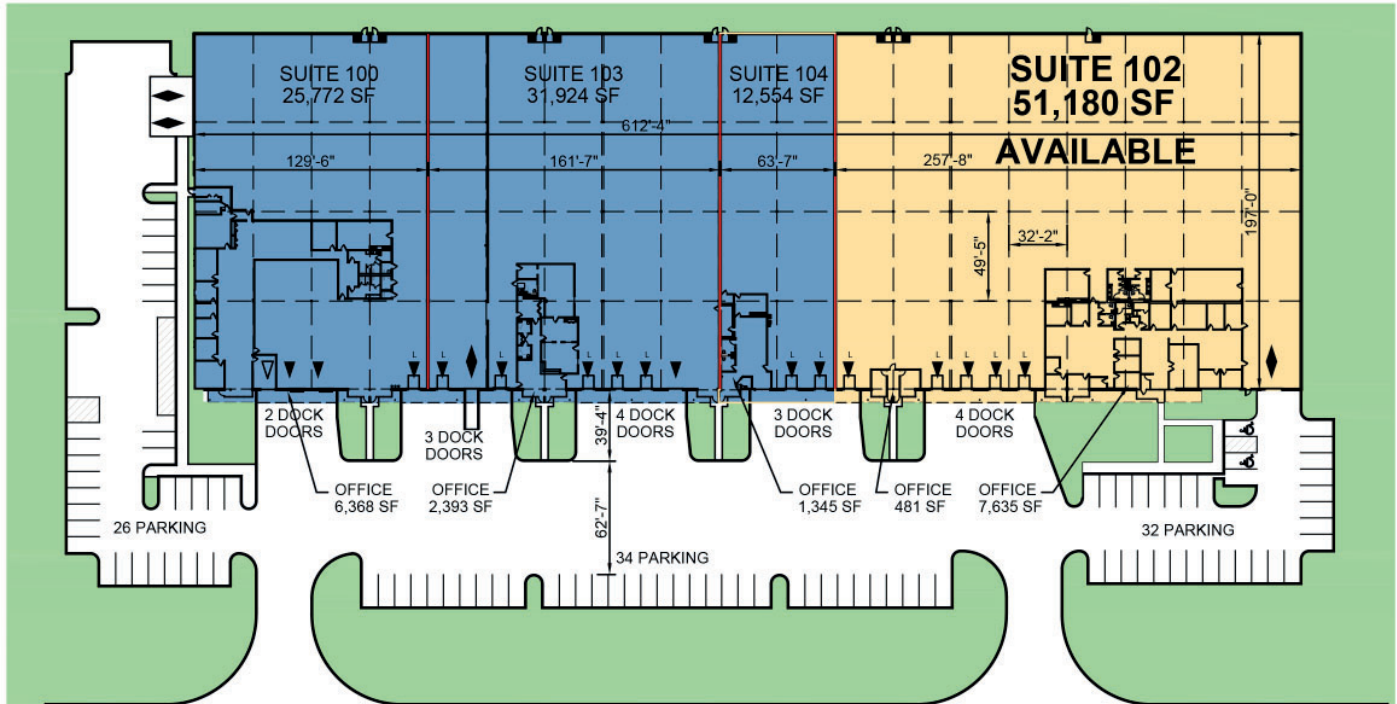 SUITE 100
25,772 SF
SUITE 103
31,924 SF
SUITE 104
12,554 SF
SUITE 102
51,180 SF
AVAILABLE
612'-4"
129'-6"
161'-7"
63'-7"
257'-8"
197'-0"
49'-5"
32'-2"
L
L
L
L
L
L
L
L
L
L
L
L
L
2 DOCK
DOORS
3 DOCK
DOORS
4 DOCK
DOORS
3 DOCK
DOORS
4 DOCK
DOORS
39'-4"
62'-7"
OFFICE
6,368 SF
OFFICE
2,393 SF
OFFICE
1,345 SF
OFFICE
481 SF
OFFICE
7,635 SF
26 PARKING
34 PARKING
32 PARKING